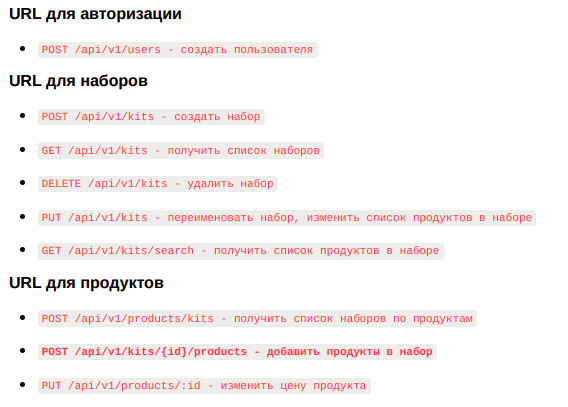 URL для авторизации
POST /api/v1/users - создать пользователя
URL для наборов
POST /api/v1/kits - создать набор
GET /api/v1/kits - получить список наборов
DELETE /api/v1/kits - удалить набор
PUT /api/v1/kits - переименовать набор, изменить список продуктов в наборе
GET /api/v1/kits/search - получить список продуктов в наборе
URL для продуктов
POST /api/v1/products/kits - получить список наборов по продуктам
POST /api/v1/kits/{id}/products - добавить продукты в набор
PUT /api/v1/products/:id - изменить цену продукта